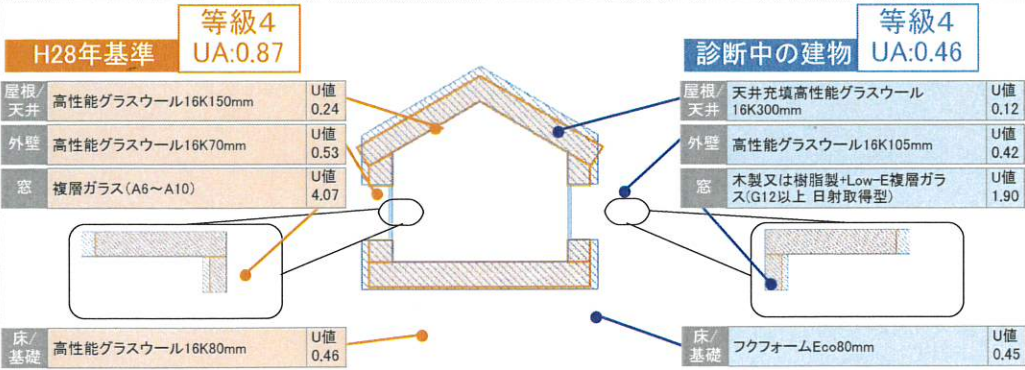 H28年基準
等級4
UA:0.87
屋根/
天井
高性能グラスウール16K150mm
U値
0.24
外壁
高性能グラスウール16K70mm
U値
0.53
窓
複層ガラス(A6～A10)
U値
4.07
床/
基礎
高性能グラスウール16K80mm
U値
0.46
診断中の建物
等級4
UA:0.46
屋根/
天井
天井充填高性能グラスウール
16K300mm
U値
0.12
外壁
高性能グラスウール16K105mm
U値
0.42
窓
木製又は樹脂製+Low-E複層ガラ
ス(G12以上 日射取得型)
U値
1.90
床/
基礎
フクフォームEco80mm
U値
0.45